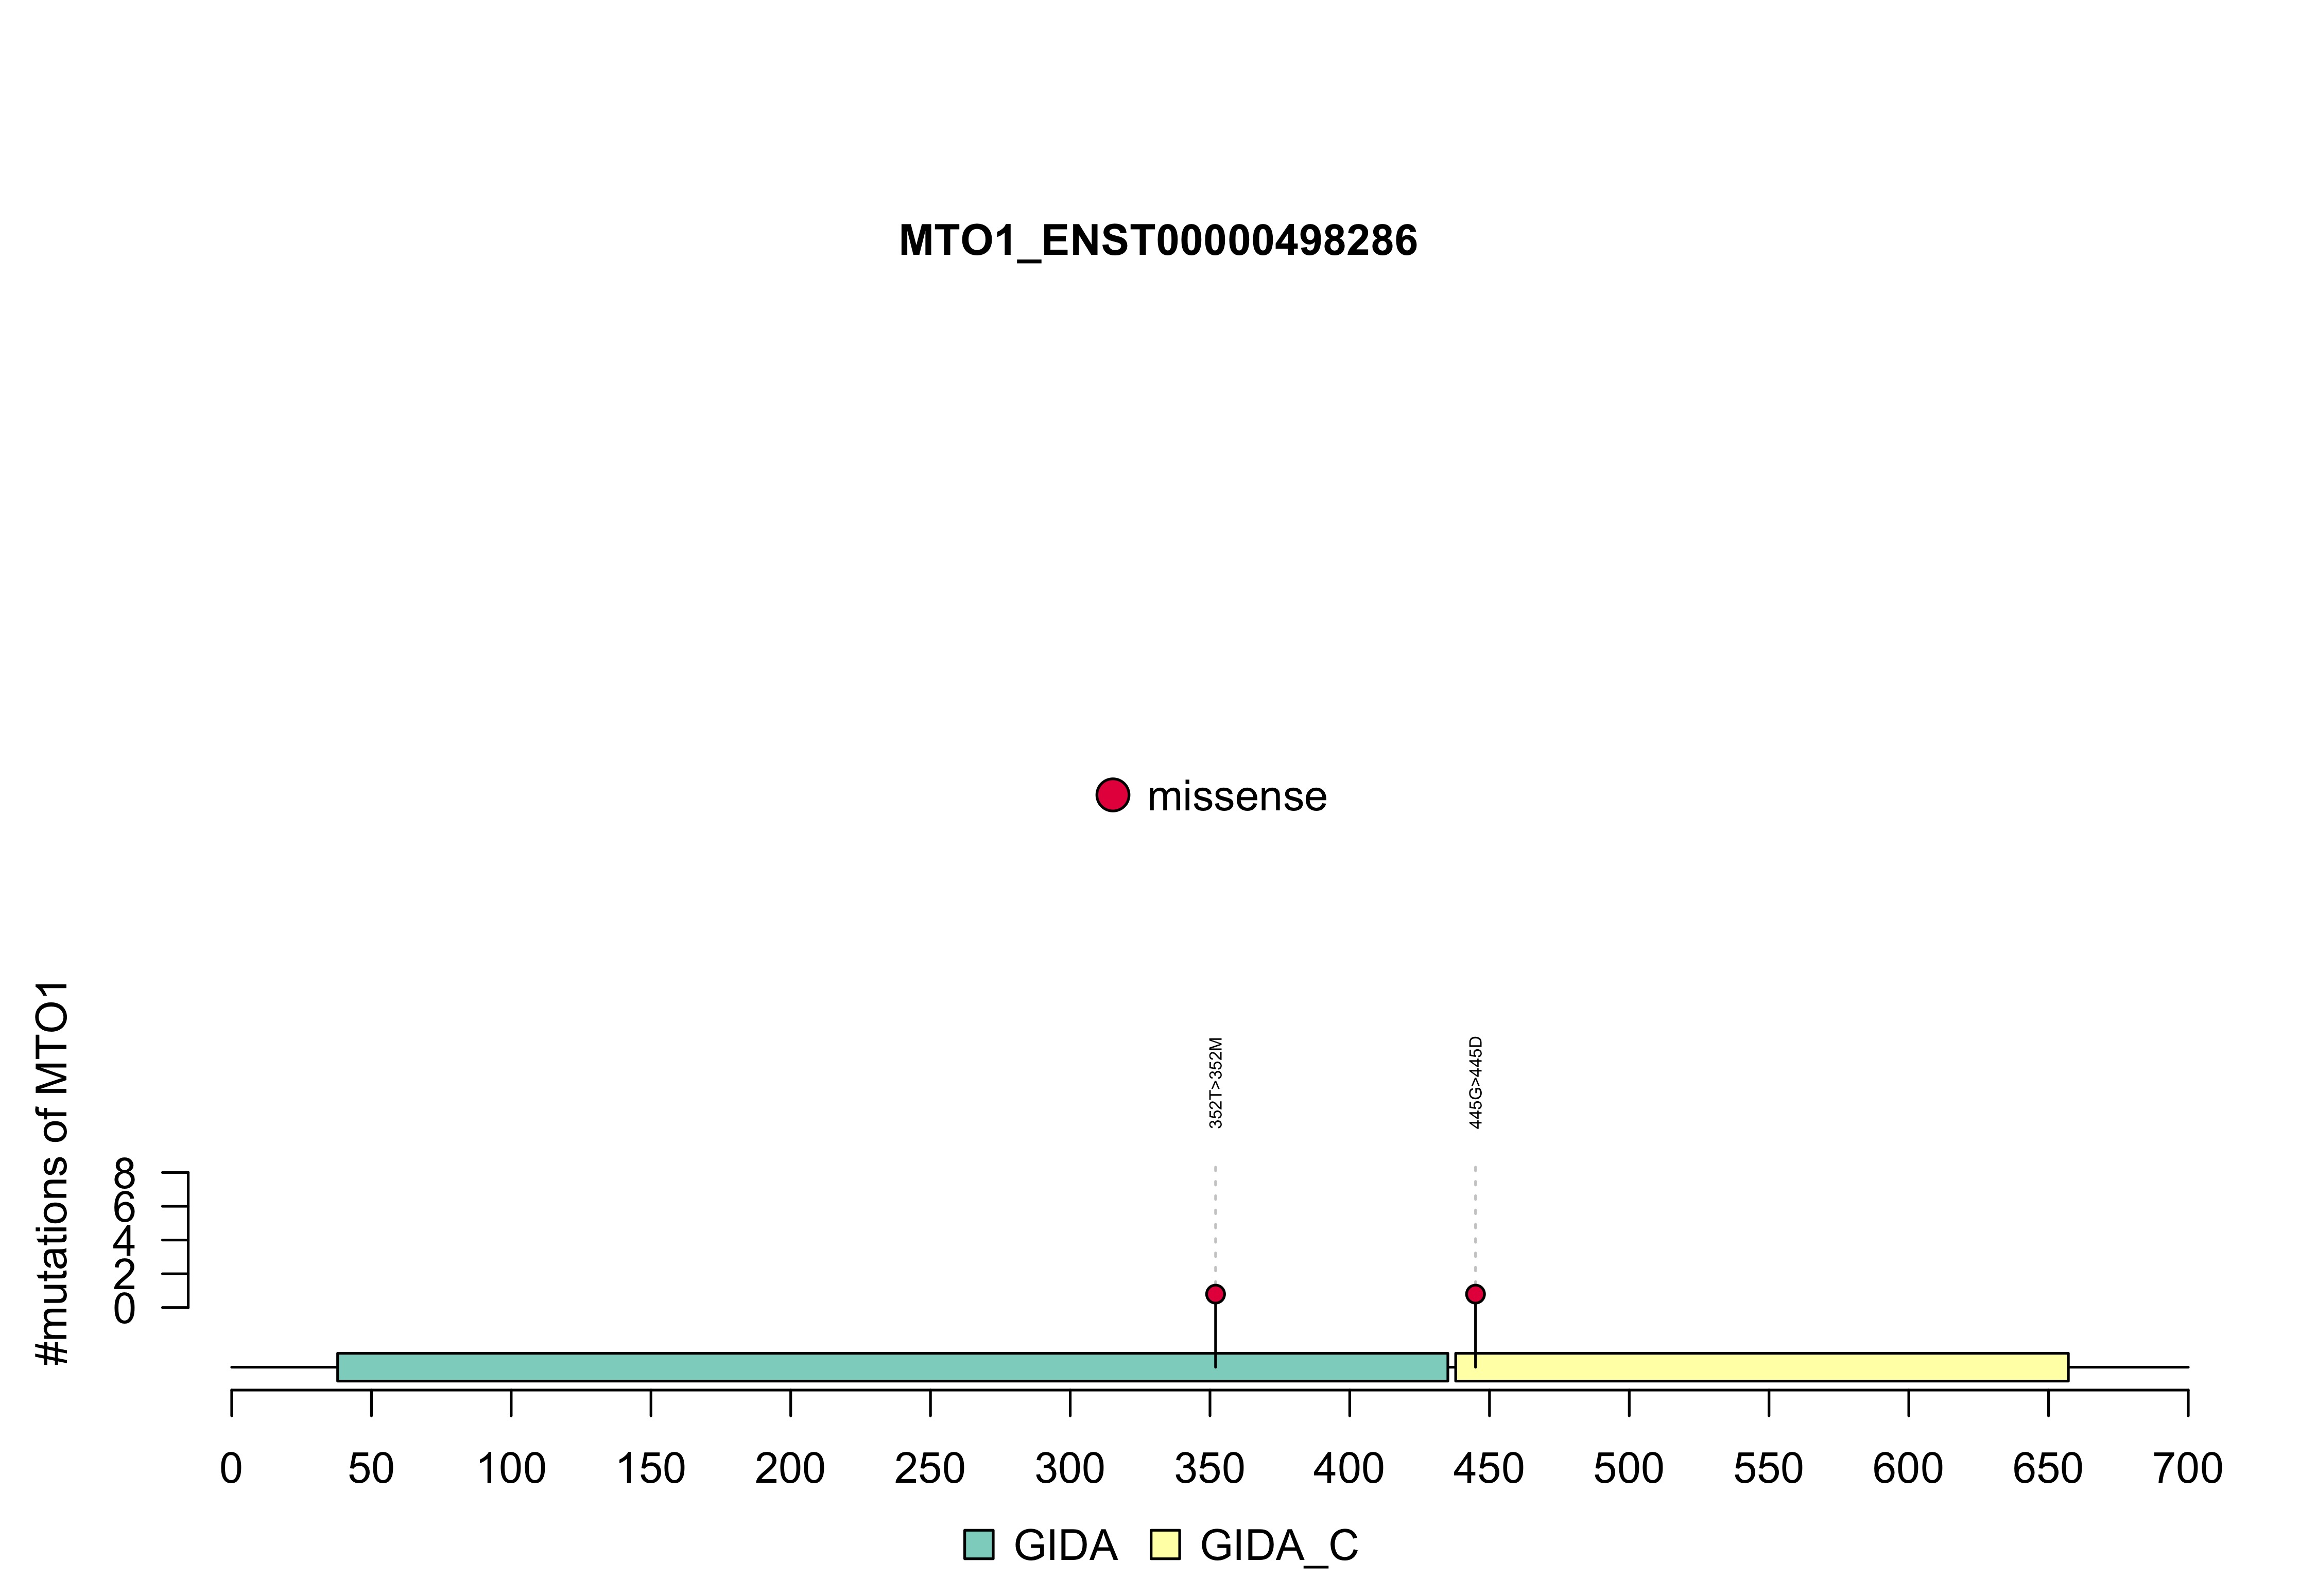 MTO1_ENST00000498286
missense
#mutations of MTO1
352T>352M
445G>445D
8
6
4
2
0
0 50 100 150 200 250 300 350 400 450 500 550 600 650 700
GIDA GIDA_C